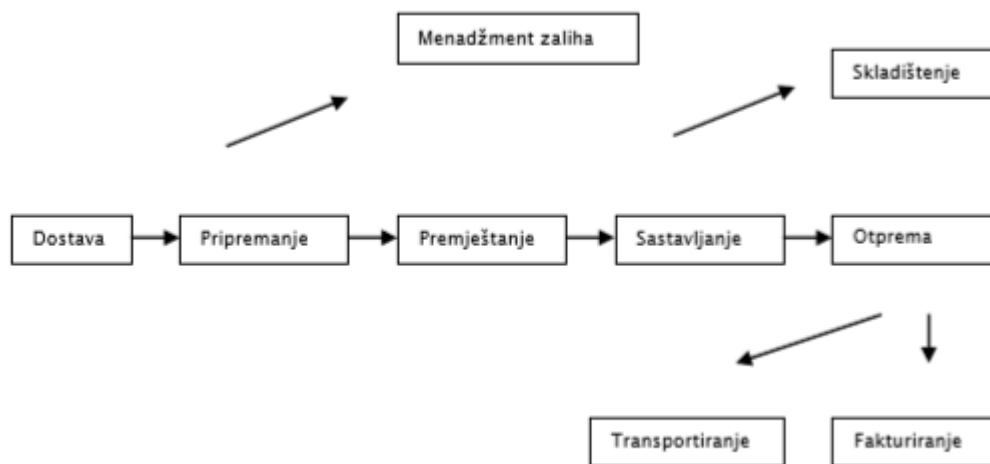 Menadžment zaliha
Skladištenje
Dostava
Pripremanje
Premještanje
Sastavljanje
Otprema
Transportiranje
Fakturiranje